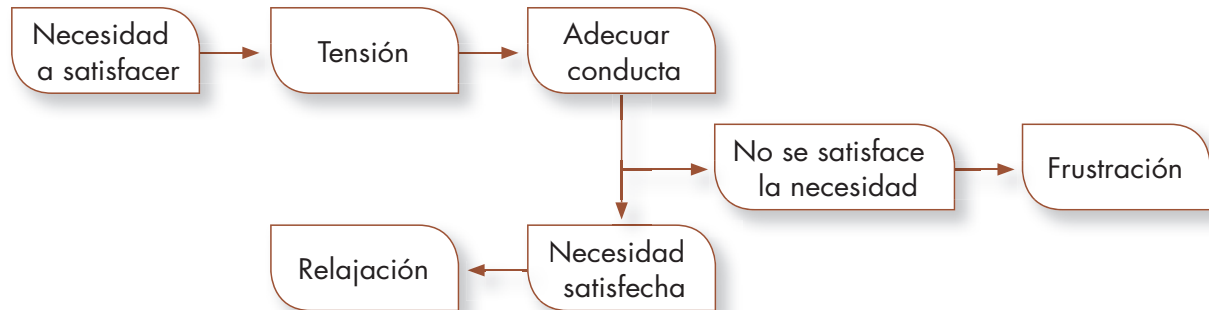 Necesidad
a satisfacer
Tensión
Adecuar
conducta
No se satisface
la necesidad
Frustración
Relajación
Necesidad
satisfecha